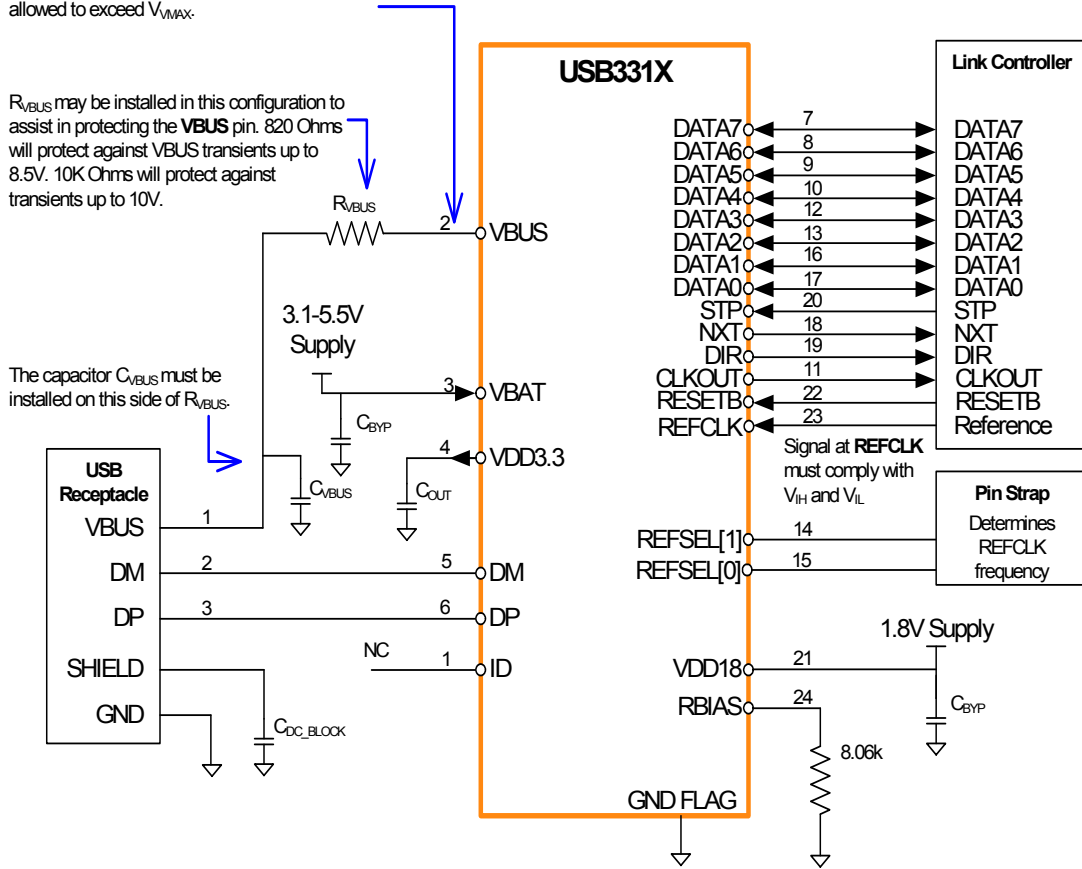 allowed to exceed VVMAX.
RVBUS may be installed in this configuration to
assist in protecting the VBUS pin. 820 Ohms
will protect against VBUS transients up to
8.5V. 10K Ohms will protect against
transients up to 10V.
RVBUS
2
VBUS
3.1-5.5V
Supply
The capacitor CVBUS must be
installed on this side of RVBUS.
3
VBAT
CBYP
4
VDD3.3
CVBUS
COUT
USB
Receptacle
VBUS
1
DM
2
5
DM
DP
3
6
DP
SHIELD
NC
1
ID
GND
CDC_BLOCK
USB331X
Link Controller
DATA7
7
DATA7
DATA6
8
DATA6
DATA5
9
DATA5
DATA4
10
DATA4
DATA3
12
DATA3
DATA2
13
DATA2
DATA1
16
DATA1
DATA0
17
DATA0
STP
20
STP
NXT
18
NXT
DIR
19
DIR
CLKOUT
11
CLKOUT
RESETB
22
RESETB
REFCLK
23
Reference
Signal at REFCLK
must comply with
VIH and VIL
Pin Strap
Determines
REFCLK
frequency
REFSEL[1]
14
REFSEL[0]
15
1.8V Supply
VDD18
21
RBIAS
24
CBYP
8.06k
GND FLAG